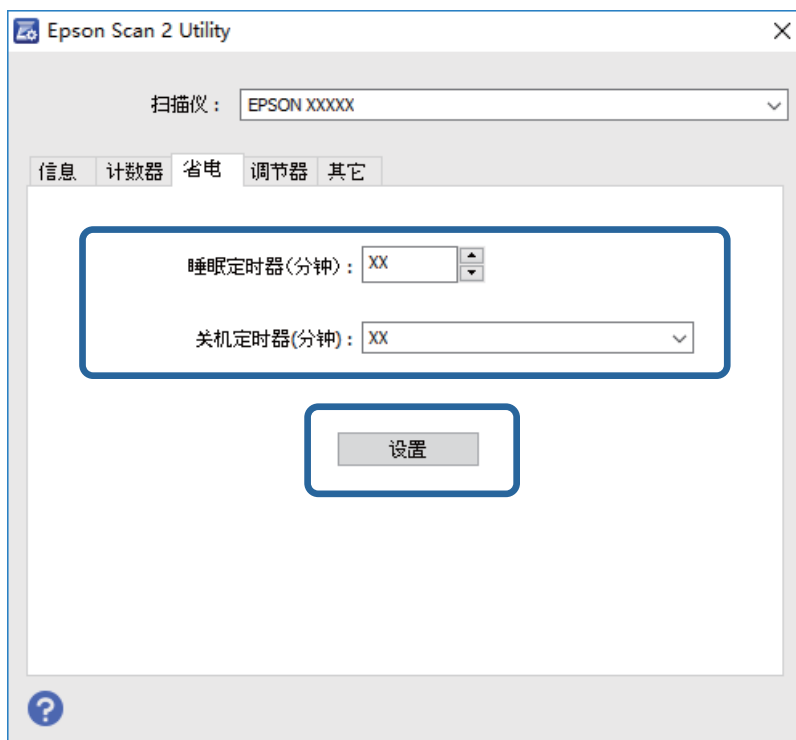 Epson Scan 2 Utility
扫描仪： EPSON XXXXX
信息 计数器 省电 调节器 其它
睡眠定时器(分钟)： XX
关机定时器(分钟)： XX
设置
?